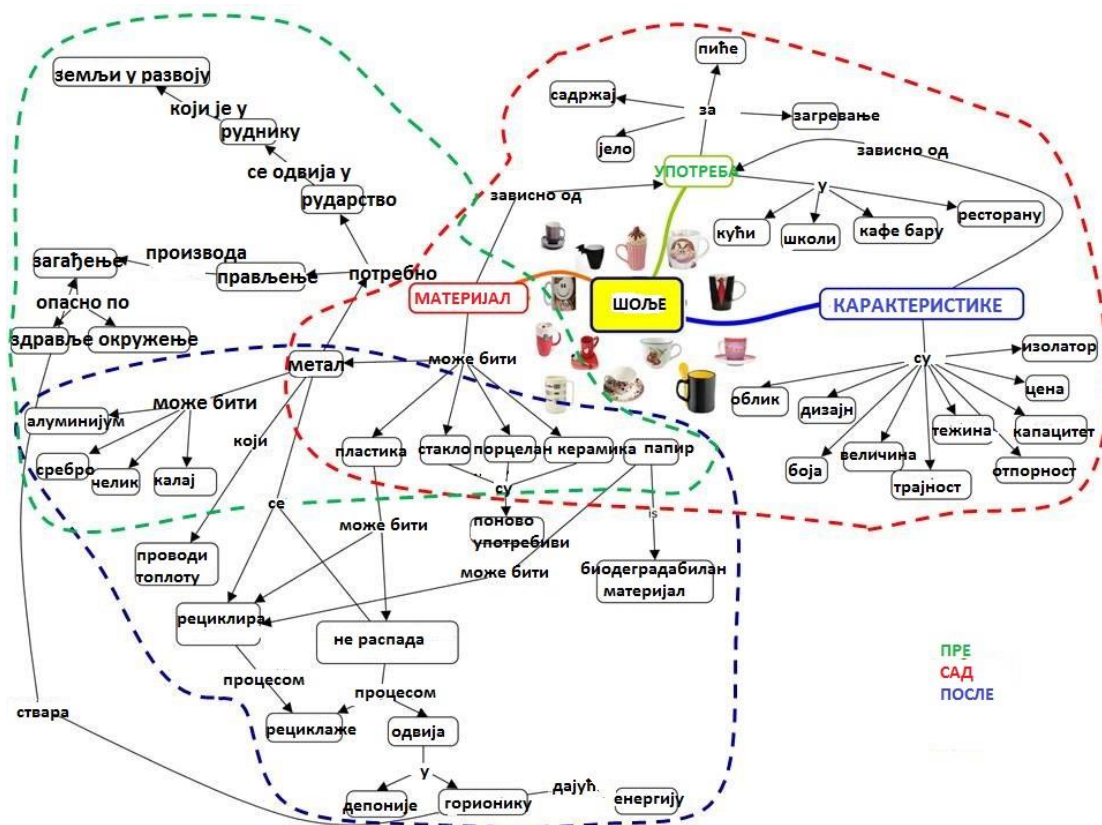 пиће
земљи у развоју
садржај
за
загревање
који је у
руднику
јело
зависно од
УПОТРЕБА
се одвија у
рударство
зависно од
у
ресторану
кући
школи
кафе бару
производа
загађење
прављење
потребно
МАТЕРИЈАЛ
ШОЉЕ
КАРАКТЕРИСТИКЕ
опасно по
здравље
окружење
може бити
метал
су
изолатор
облик
дизајн
цена
тежина
капацитет
боја
величина
трајност
отпорност
алуминијум
може бити
сребро
челик
калај
који
пластика
стакло
порцелан
керамика
папир
су
се
може бити
поново
употребиви
is
проводи
топлоту
може бити
биодеградабилан
материјал
рециклира
не распада
процесом
процесом
ствара
рециклаже
одвија
у
дајућ
депоније
горионику
енергију
ПРЕ
САД
ПОСЛЕ